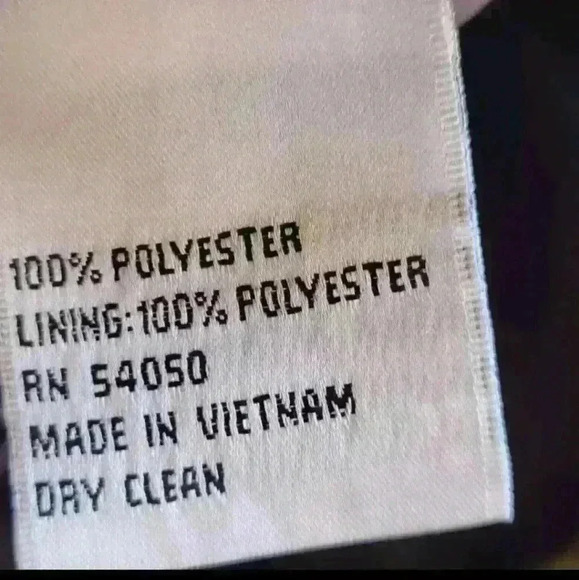 100% POLYESTER
LINING:100% POLYESTER
RN 54050
MADE IN VIETNAM
DRY CLEAN